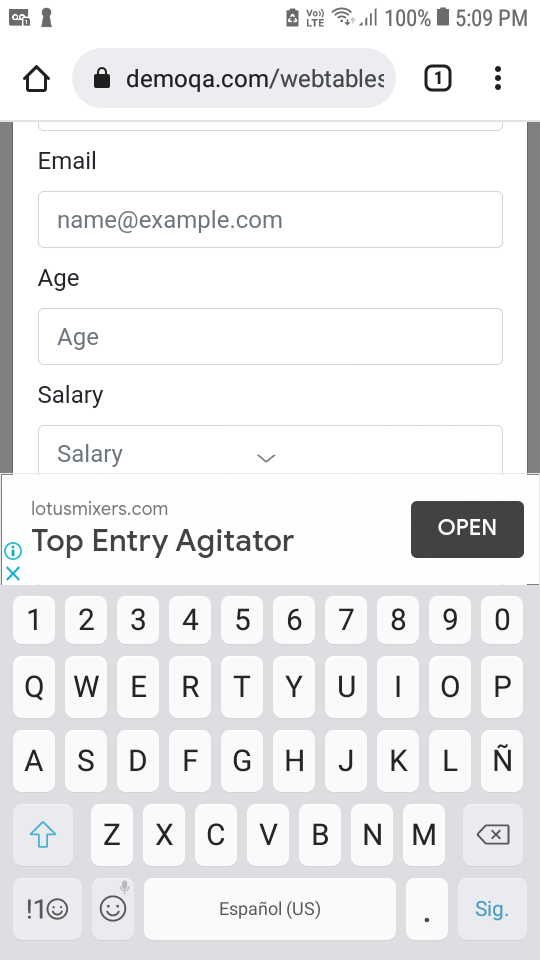 Vo))
LTE
100%
5:09 PM
demoqa.com/webtables
1
Email
name@example.com
Age
Age
Salary
Salary
lotusmixers.com
Top Entry Agitator
OPEN
1 2 3 4 5 6 7 8 9 0
Q W E R T Y U I O P
A S D F G H J K L Ñ
Z X C V B N M
!1☺ Español (US) . Sig.